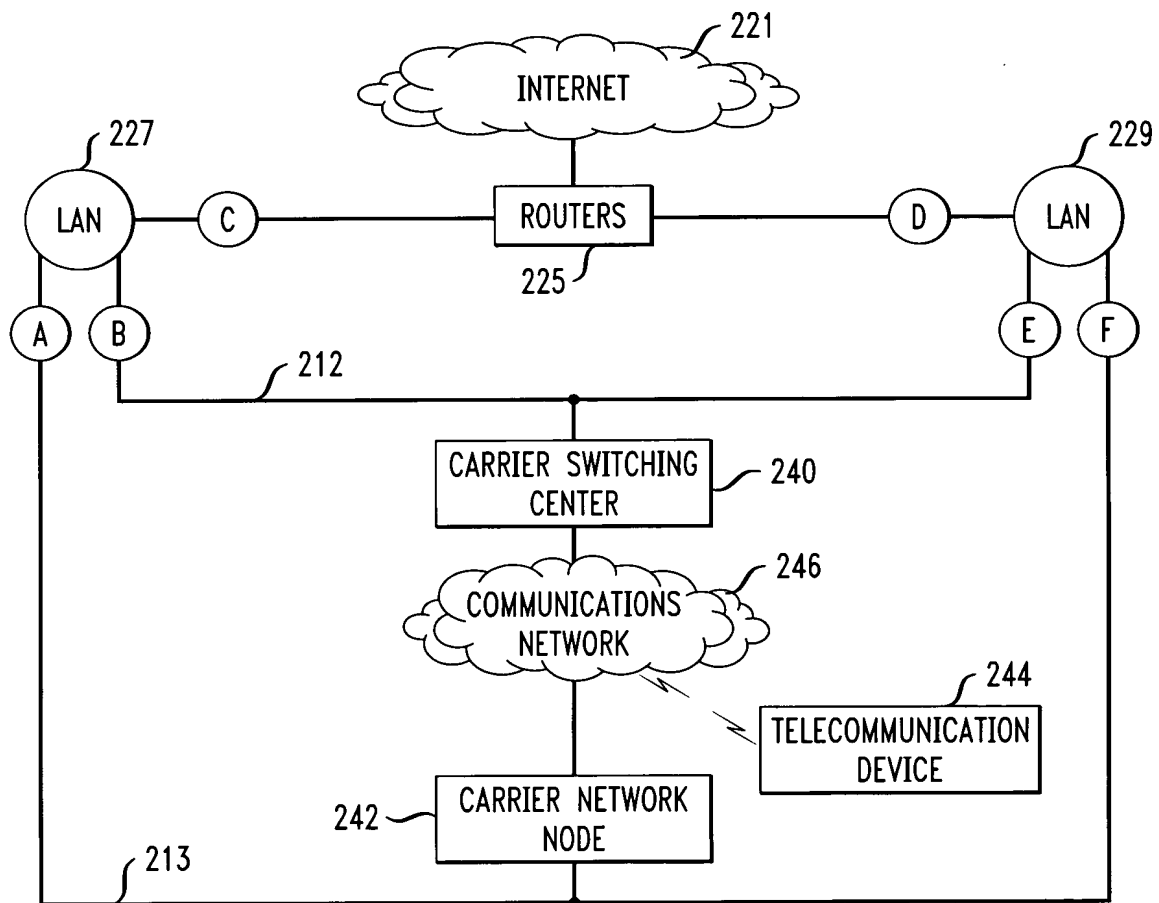 221
INTERNET
227
229
LAN
C
ROUTERS
D
LAN
225
A
B
E
F
212
CARRIER SWITCHING
CENTER
240
246
COMMUNICATIONS
NETWORK
244
TELECOMMUNICATION
DEVICE
242
CARRIER NETWORK
NODE
213